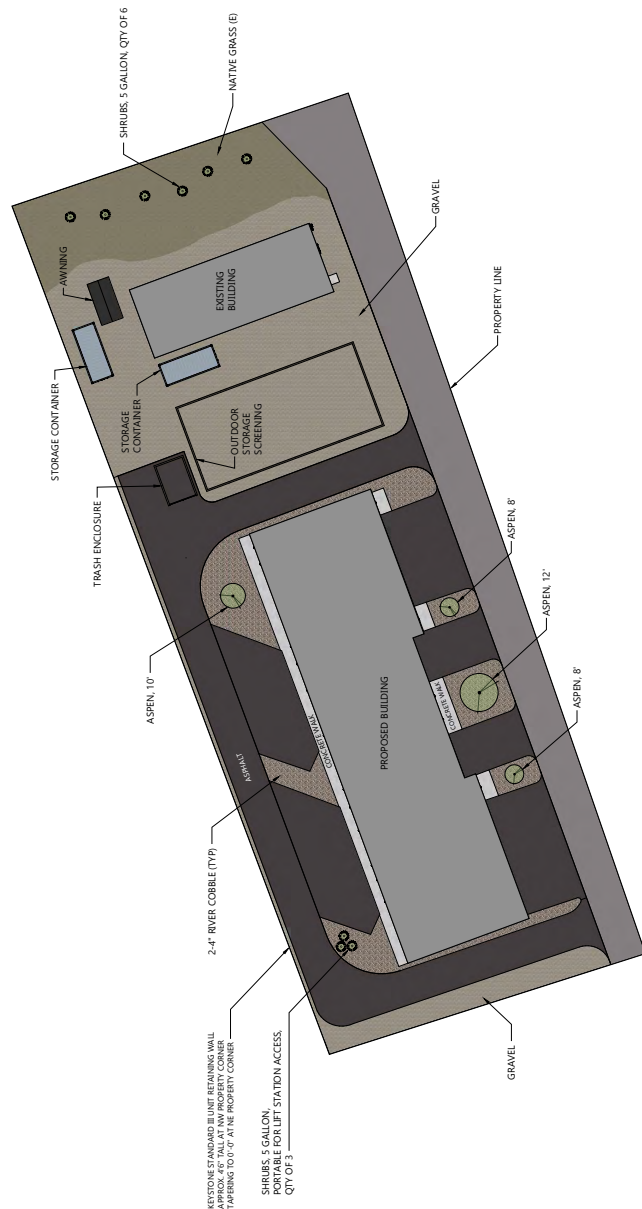 SHRUBS, 5 GALLON, QTY OF 6
NATIVE GRASS (E)
AWNING
STORAGE CONTAINER
EXISTING
BUILDING
GRAVEL
PROPERTY LINE
STORAGE
CONTAINER
OUTDOOR
STORAGE
SCREENING
TRASH ENCLOSURE
ASPEN, 10'
ASPEN, 8'
ASPEN, 12'
ASPEN, 8'
CONCRETE WALK
CONCRETE WALK
PROPOSED BUILDING
ASPHALT
2-4" RIVER COBBLE (TYP)
KEYSTONE STANDARD III UNIT RETAINING WALL
APPROX. 4'6" TALL AT NW PROPERTY CORNER
TAPERING TO 0'-0" AT NE PROPERTY CORNER
SHRUBS, 5 GALLON,
PORTABLE FOR LIFT STATION ACCESS,
QTY OF 3
GRAVEL